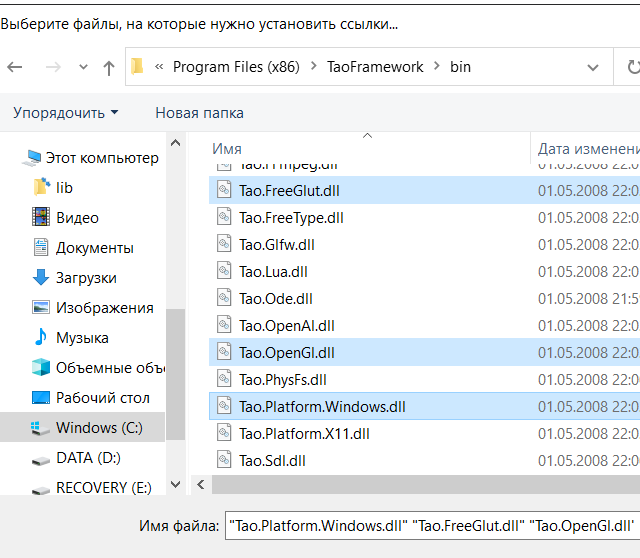 Выберите файлы, на которые нужно установить ссылки...
« Program Files (x86) › TaoFramework › bin
Упорядочить Новая папка
Имя Дата изменени
Этот компьютер
lib
Видео
Документы
Загрузки
Изображения
Музыка
Объемные объ
Рабочий стол
Windows (C:)
DATA (D:)
RECOVERY (E:)
Tao.FFmpeg.dll 01.05.2008 22:0
Tao.FreeGlut.dll 01.05.2008 22:0
Tao.FreeType.dll 01.05.2008 22:0
Tao.Glfw.dll 01.05.2008 22:0
Tao.Lua.dll 01.05.2008 22:0
Tao.Ode.dll 01.05.2008 21:5
Tao.OpenAl.dll 01.05.2008 22:0
Tao.OpenGl.dll 01.05.2008 22:0
Tao.PhysFs.dll 01.05.2008 22:0
Tao.Platform.Windows.dll 01.05.2008 22:0
Tao.Platform.X11.dll 01.05.2008 22:0
Tao.Sdl.dll 01.05.2008 22:0
Имя файла: "Tao.Platform.Windows.dll" "Tao.FreeGlut.dll" "Tao.OpenGl.dll"